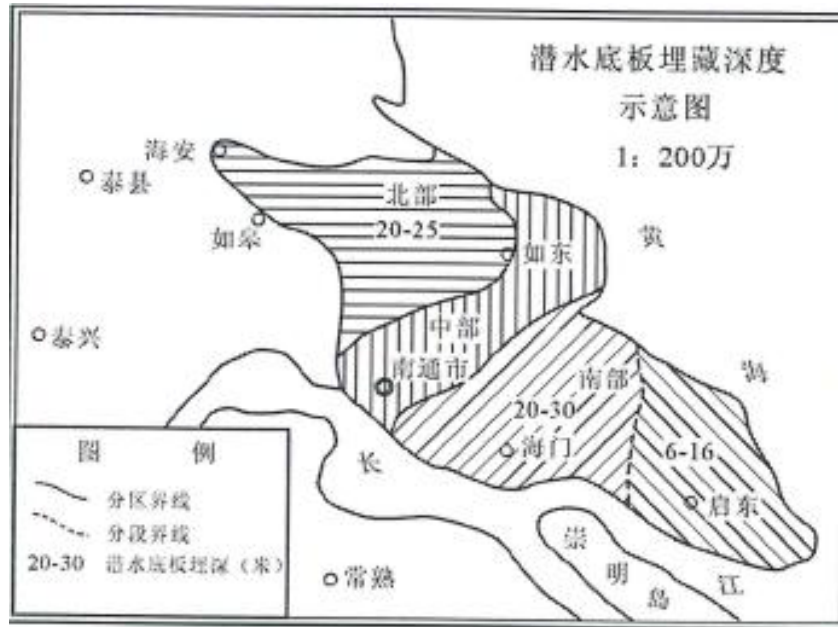 潜水底板埋藏深度
示意图
1：200万
海安
泰县
北部
20-25
如皋
如东
黄
泰兴
中部
南通市
南部
海
20-30
6-16
海门
启东
长
江
崇
明
岛
常熟
图 例
分区界线
分段界线
20-30 潜水底板埋深（米）